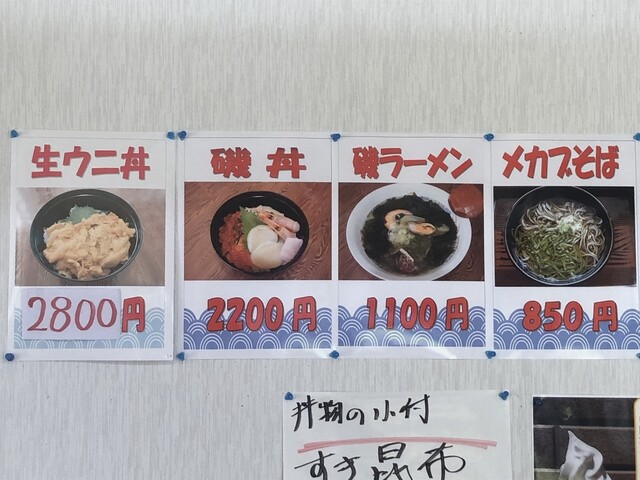 生ウニ丼
2800円
磯丼
2200円
磯ラーメン
1100円
メカブそば
850円
丼物の小付
すき昆布